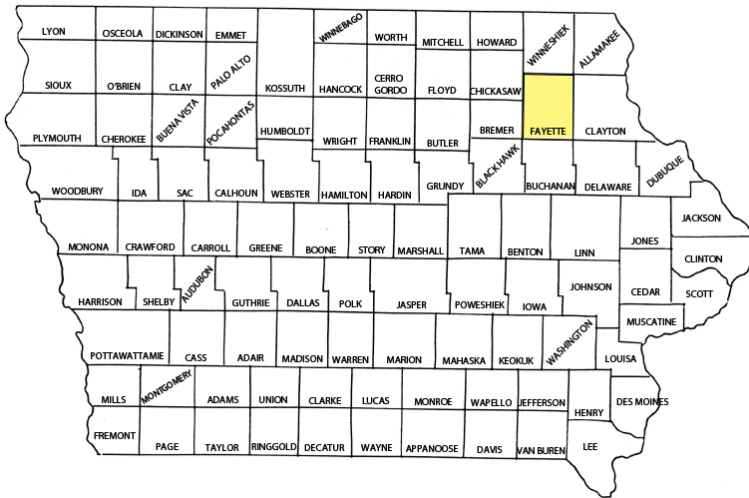 LYON
OSCEOLA
DICKINSON
EMMET
WINNEBAGO
WORTH
MITCHELL
HOWARD
WINNESHIEK
ALLAMAKEE
SIOUX
O'BRIEN
CLAY
PALO ALTO
KOSSUTH
HANCOCK
CERRO
GORDO
FLOYD
CHICKASAW
PLYMOUTH
CHEROKEE
BUENA VISTA
POCAHONTAS
HUMBOLDT
WRIGHT
FRANKLIN
BUTLER
BREMER
FAYETTE
CLAYTON
WOODBURY
IDA
SAC
CALHOUN
WEBSTER
HAMILTON
HARDIN
GRUNDY
BLACK HAWK
BUCHANAN
DELAWARE
DUBUQUE
MONONA
CRAWFORD
CARROLL
GREENE
BOONE
STORY
MARSHALL
TAMA
BENTON
LINN
JONES
JACKSON
CLINTON
HARRISON
SHELBY
AUDUBON
GUTHRIE
DALLAS
POLK
JASPER
POWESHIEK
IOWA
JOHNSON
CEDAR
SCOTT
MUSCATINE
POTTAWATTAMIE
CASS
ADAIR
MADISON
WARREN
MARION
MAHASKA
KEOKUK
WASHINGTON
LOUISA
MILLS
MONTGOMERY
ADAMS
UNION
CLARKE
LUCAS
MONROE
WAPELLO
JEFFERSON
HENRY
DES MOINES
FREMONT
PAGE
TAYLOR
RINGGOLD
DECATUR
WAYNE
APPANOOSE
DAVIS
VAN BUREN
LEE